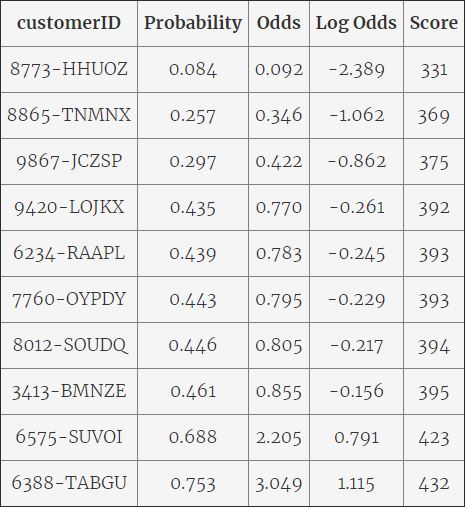 customerID Probability Odds Log Odds Score
8773-HHUOZ 0.084 0.092 -2.389 331
8865-TNMNX 0.257 0.346 -1.062 369
9867-JCZSP 0.297 0.422 -0.862 375
9420-LOJKX 0.435 0.770 -0.261 392
6234-RAAPL 0.439 0.783 -0.245 393
7760-OYPDY 0.443 0.795 -0.229 393
8012-SOUDQ 0.446 0.805 -0.217 394
3413-BMNZE 0.461 0.855 -0.156 395
6575-SUVOI 0.688 2.205 0.791 423
6388-TABGU 0.753 3.049 1.115 432